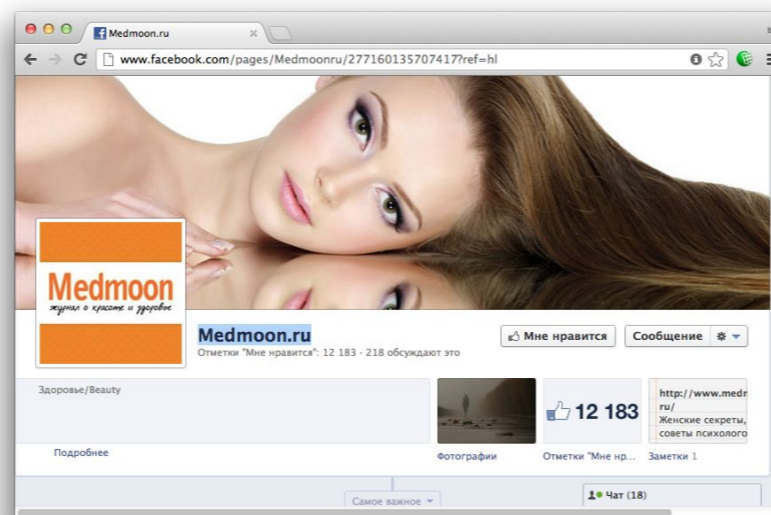 Medmoon.ru
www.facebook.com/pages/Medmoonru/277160135707417?ref=hl
Medmoon
журнал о красоте и здоровье
Medmoon.ru
Отметки "Мне нравится": 12 183 · 218 обсуждают это
Мне нравится
Сообщение
Здоровье/Beauty
12 183
http://www.medm
ru/
Женские секреты,
советы психолого
Подробнее
Фотографии
Отметки "Мне нр...
Заметки 1
Самое важное
Чат (18)